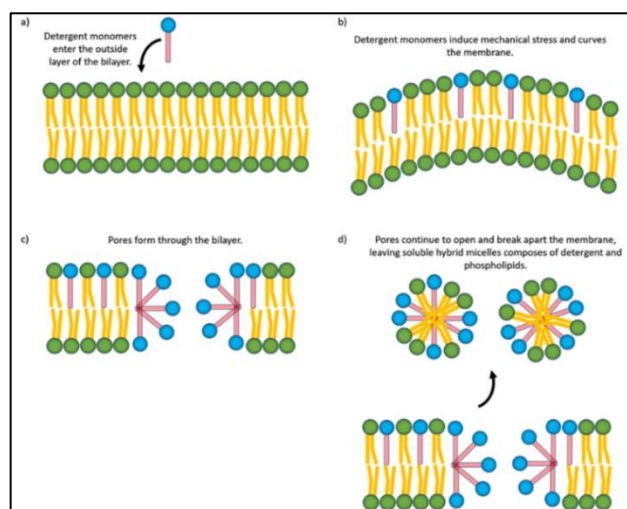 a)
Detergent monomers
enter the outside
layer of the bilayer.
b)
Detergent monomers induce mechanical stress and curves
the membrane.
c)
Pores form through the bilayer.
d)
Pores continue to open and break apart the membrane,
leaving soluble hybrid micelles composes of detergent and
phospholipids.